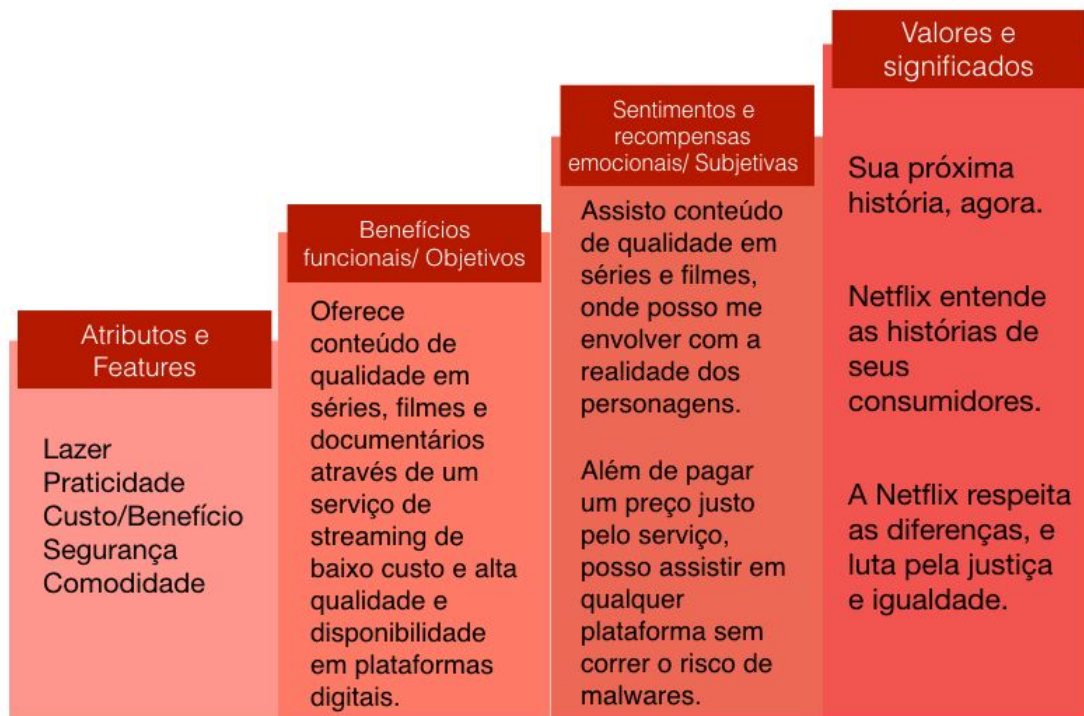 Atributos e
Features
Lazer
Praticidade
Custo/Benefício
Segurança
Comodidade
Benefícios
funcionais/ Objetivos
Oferece
conteúdo de
qualidade em
séries, filmes e
documentários
através de um
serviço de
streaming de
baixo custo e alta
qualidade e
disponibilidade
em plataformas
digitais.
Sentimentos e
recompensas
emocionais/ Subjetivas
Assisto conteúdo
de qualidade em
séries e filmes,
onde posso me
envolver com a
realidade dos
personagens.
Além de pagar
um preço justo
pelo serviço,
posso assistir em
qualquer
plataforma sem
correr o risco de
malwares.
Valores e
significados
Sua próxima
história, agora.
Netflix entende
as histórias de
seus
consumidores.
A Netflix respeita
as diferenças, e
luta pela justiça
e igualdade.